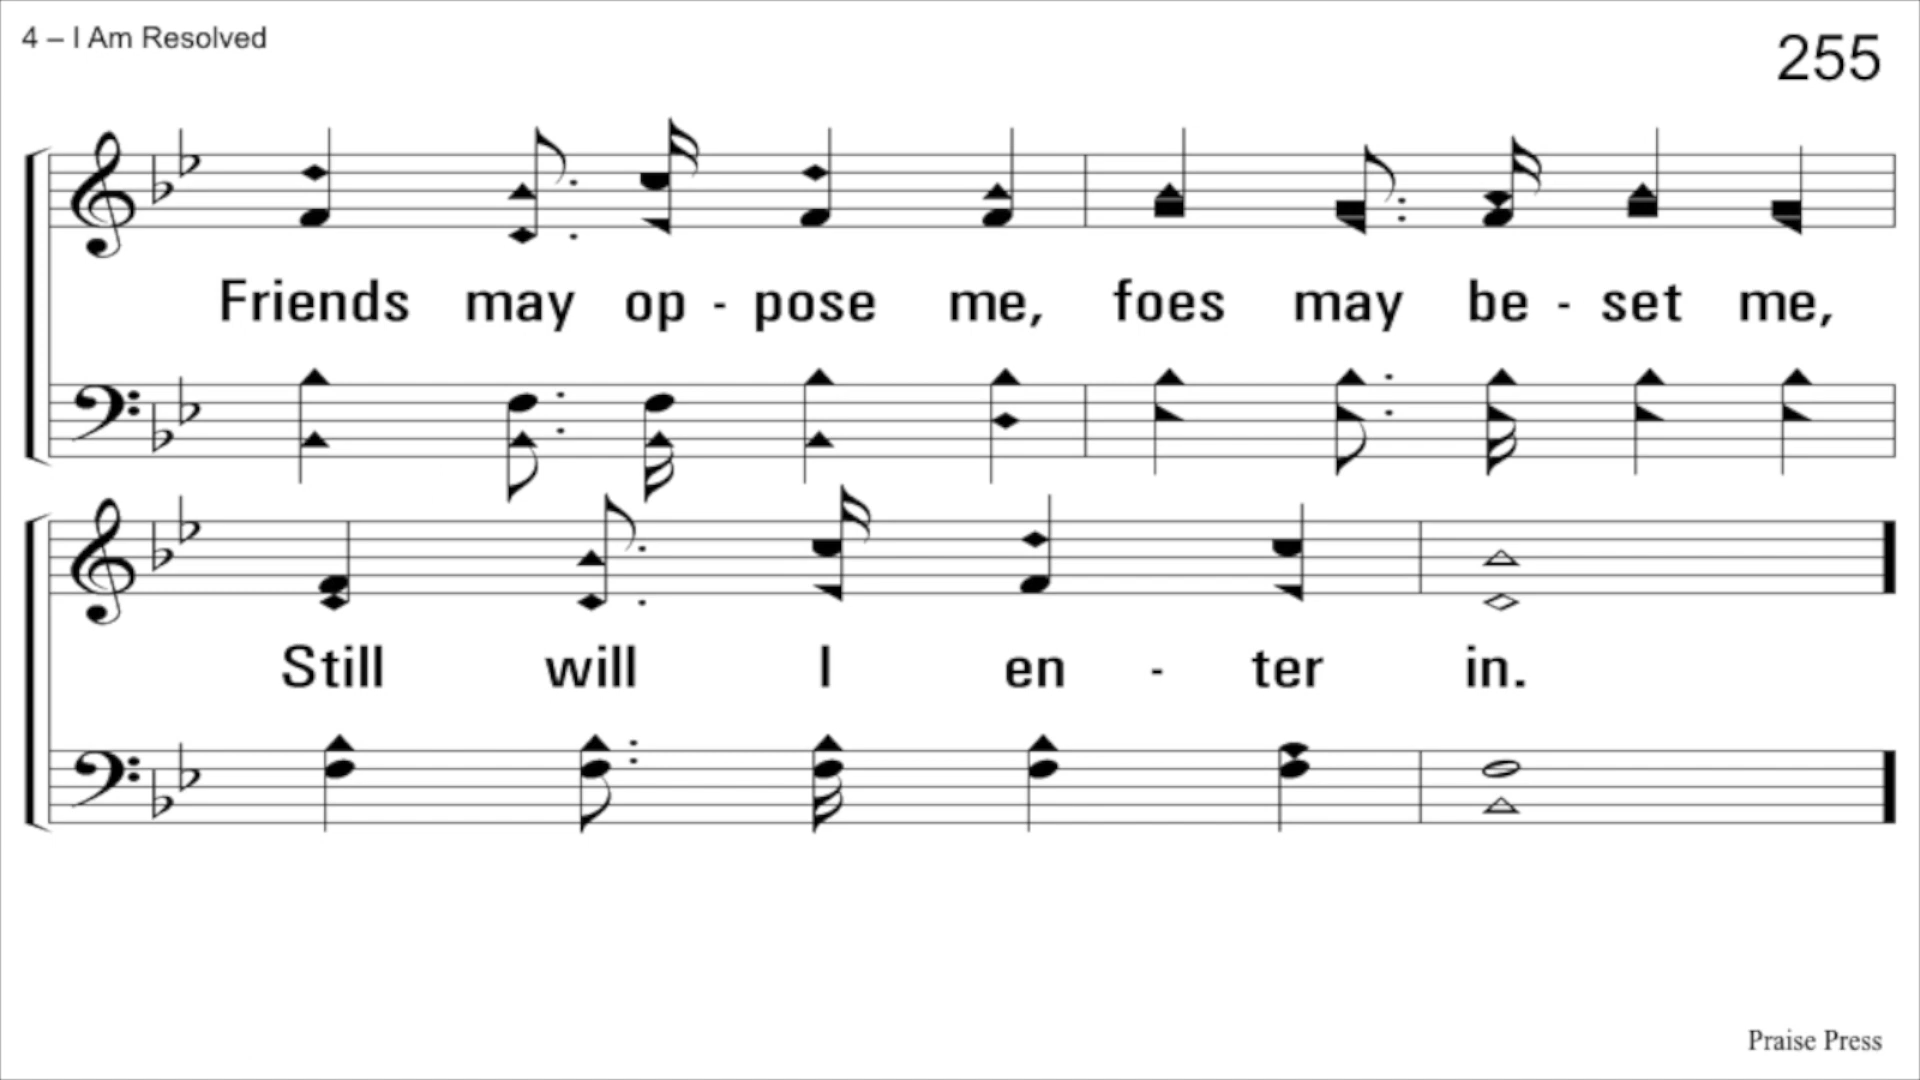 4 – I Am Resolved
255
Friends may op - pose me, foes may be - set me,
Still will I en - ter in.
Praise Press